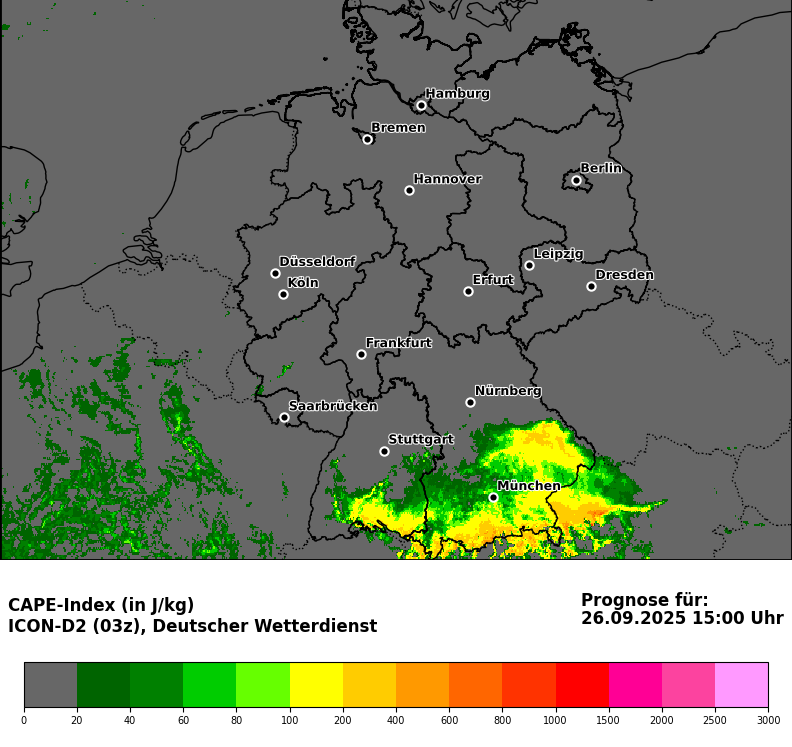 Hamburg
Bremen
Berlin
Hannover
Leipzig
Düsseldorf
Dresden
Köln
Erfurt
Frankfurt
Nürnberg
Saarbrücken
Stuttgart
München
CAPE-Index (in J/kg)
ICON-D2 (03z), Deutscher Wetterdienst
Prognose für:
26.09.2025 15:00 Uhr
0 20 40 60 80 100 200 400 600 800 1000 1500 2000 2500 3000